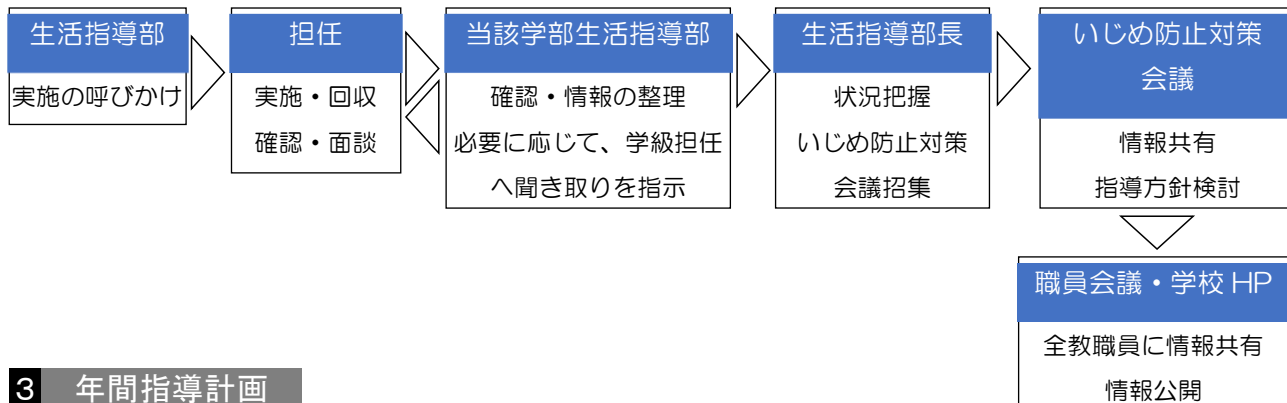 生活指導部
実施の呼びかけ
担任
実施・回収
確認・面談
当該学部生活指導部
確認・情報の整理
必要に応じて、学級担任
へ聞き取りを指示
生活指導部長
状況把握
いじめ防止対策
会議招集
いじめ防止対策
会議
情報共有
指導方針検討
職員会議・学校 HP
全教職員に情報共有
情報公開
3 年間指導計画